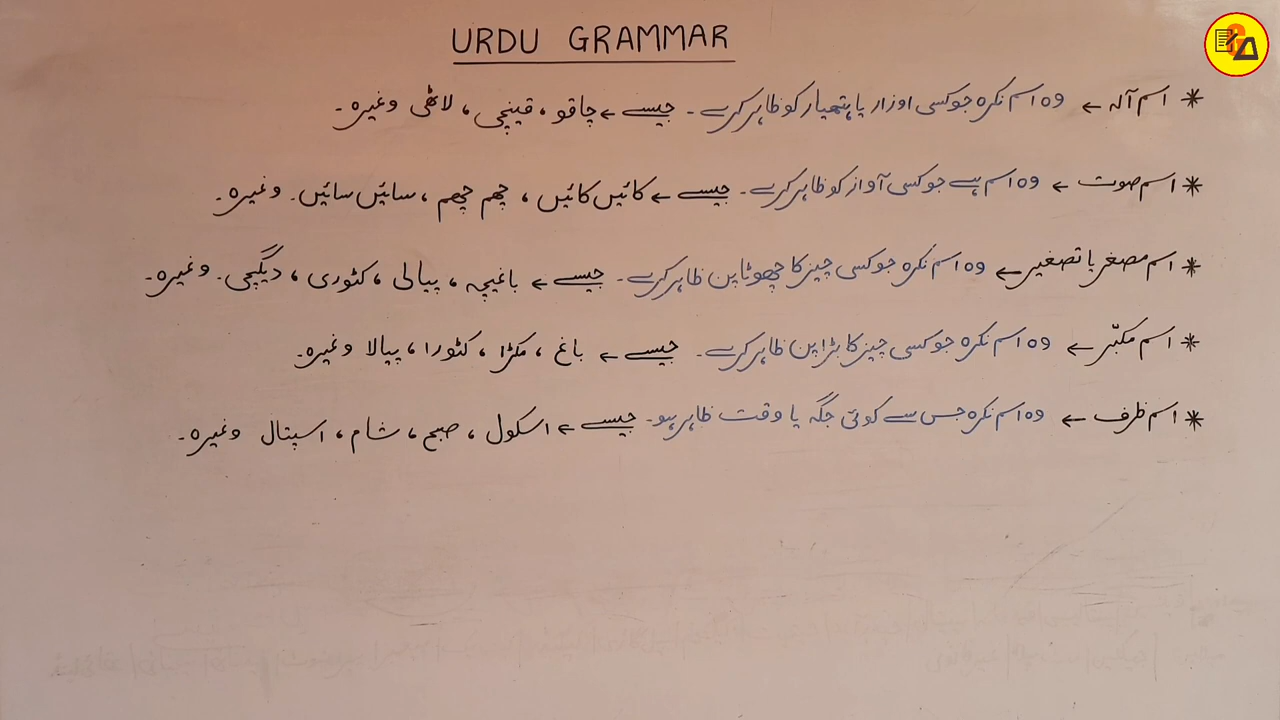 URDU GRAMMAR
* اسم آلہ ← وہ اسم نکرہ جو کسی اوزار یا ہتھیار کو ظاہر کرے۔ جیسے ← چاقو ، قینچی ، لاٹھی وغیرہ۔
* اسم صوت ← وہ اسم ہے جو کسی آواز کو ظاہر کرے۔ جیسے ← کائیں کائیں ، چھم چھم ، سائیں سائیں۔ وغیرہ۔
* اسم مصغر یا تصغیر ← وہ اسم نکرہ جو کسی چیز کا چھوٹا پن ظاہر کرے۔ جیسے ← باغیچہ ، پیالی ، کٹوری ، دیگچی۔ وغیرہ۔
* اسم مکبّر ← وہ اسم نکرہ جو کسی چیز کا بڑا پن ظاہر کرے۔ جیسے ← باغ ، مکڑا ، کٹورا ، پیالا وغیرہ۔
* اسم ظرف ← وہ اسم نکرہ جس سے کوئی جگہ یا وقت ظاہر ہو۔ جیسے ← اسکول ، صبح ، شام ، اسپتال وغیرہ۔